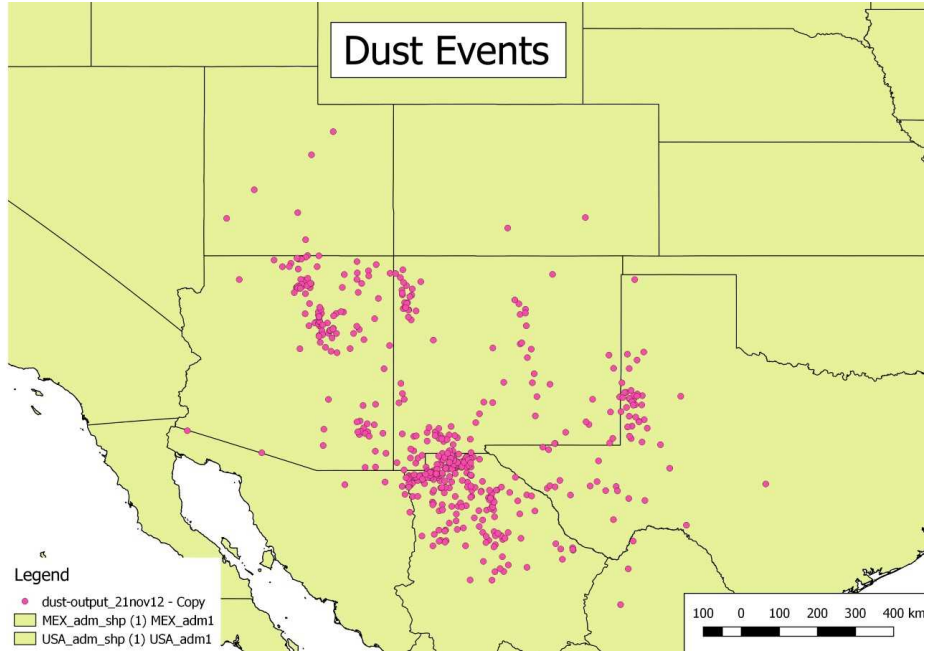 Dust Events
Legend
dust-output_21nov12 - Copy
MEX_adm_shp (1) MEX_adm1
USA_adm_shp (1) USA_adm1
100 0 100 200 300 400 km